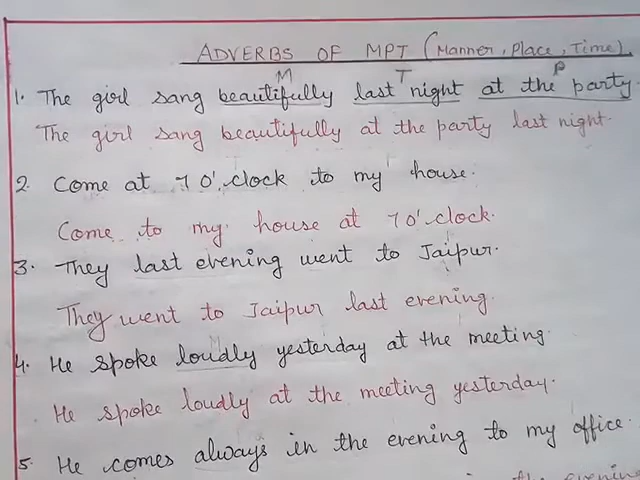 ADVERBS OF MPT (Manner, Place, Time).
M T P
1. The girl sang beautifully last night at the party.
The girl sang beautifully at the party last night.
2. Come at 7 O'clock to my house.
Come to my house at 7 O'clock.
3. They last evening went to Jaipur.
They went to Jaipur last evening.
4. He spoke loudly yesterday at the meeting.
He spoke loudly at the meeting yesterday.
5. He comes always in the evening to my office.
in the evening